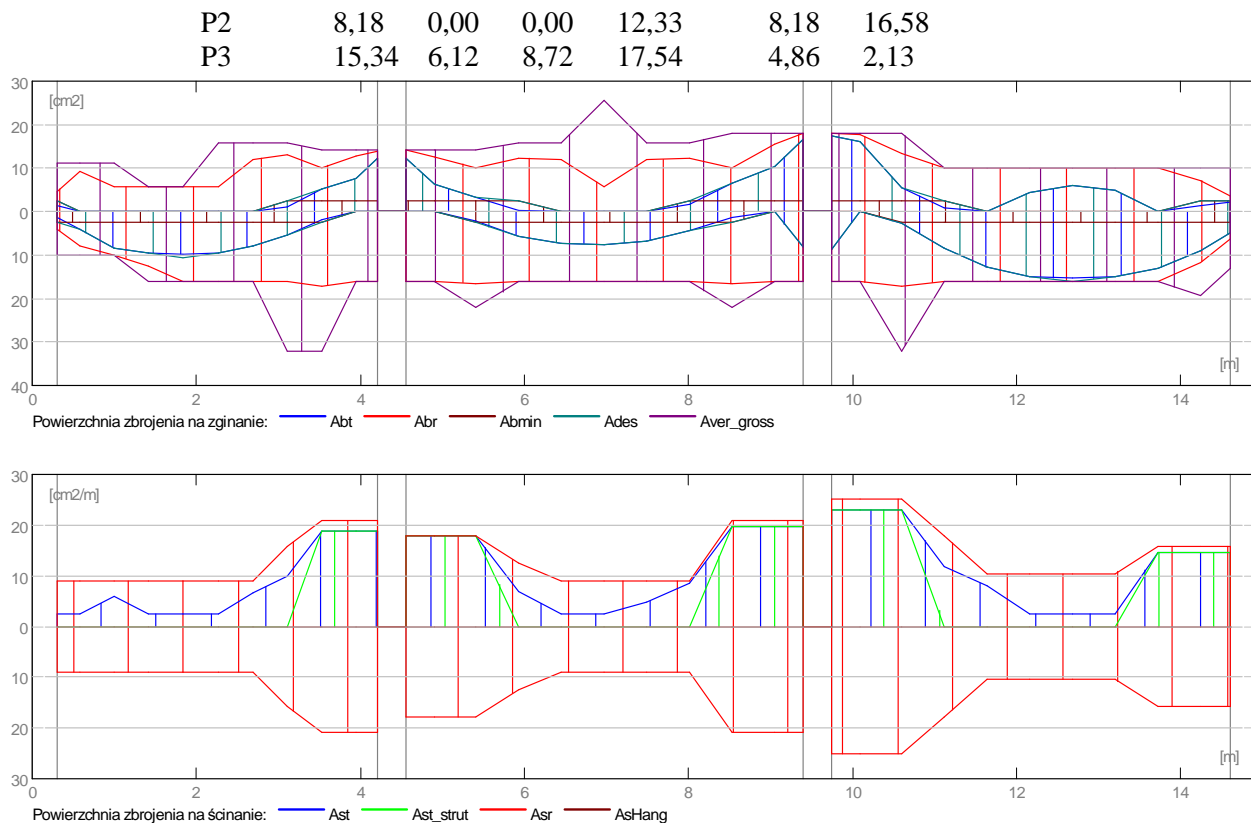 P2 8,18 0,00 0,00 12,33 8,18 16,58
P3 15,34 6,12 8,72 17,54 4,86 2,13
30
[cm2]
20
10
0
10
20
30
[m]
40
0 2 4 6 8 10 12 14
Powierzchnia zbrojenia na zginanie: Abt Abr Abmin Ades Aver_gross
30
[cm2/m]
20
10
0
10
20
[m]
30
0 2 4 6 8 10 12 14
Powierzchnia zbrojenia na ścinanie: Ast Ast_strut Asr AsHang